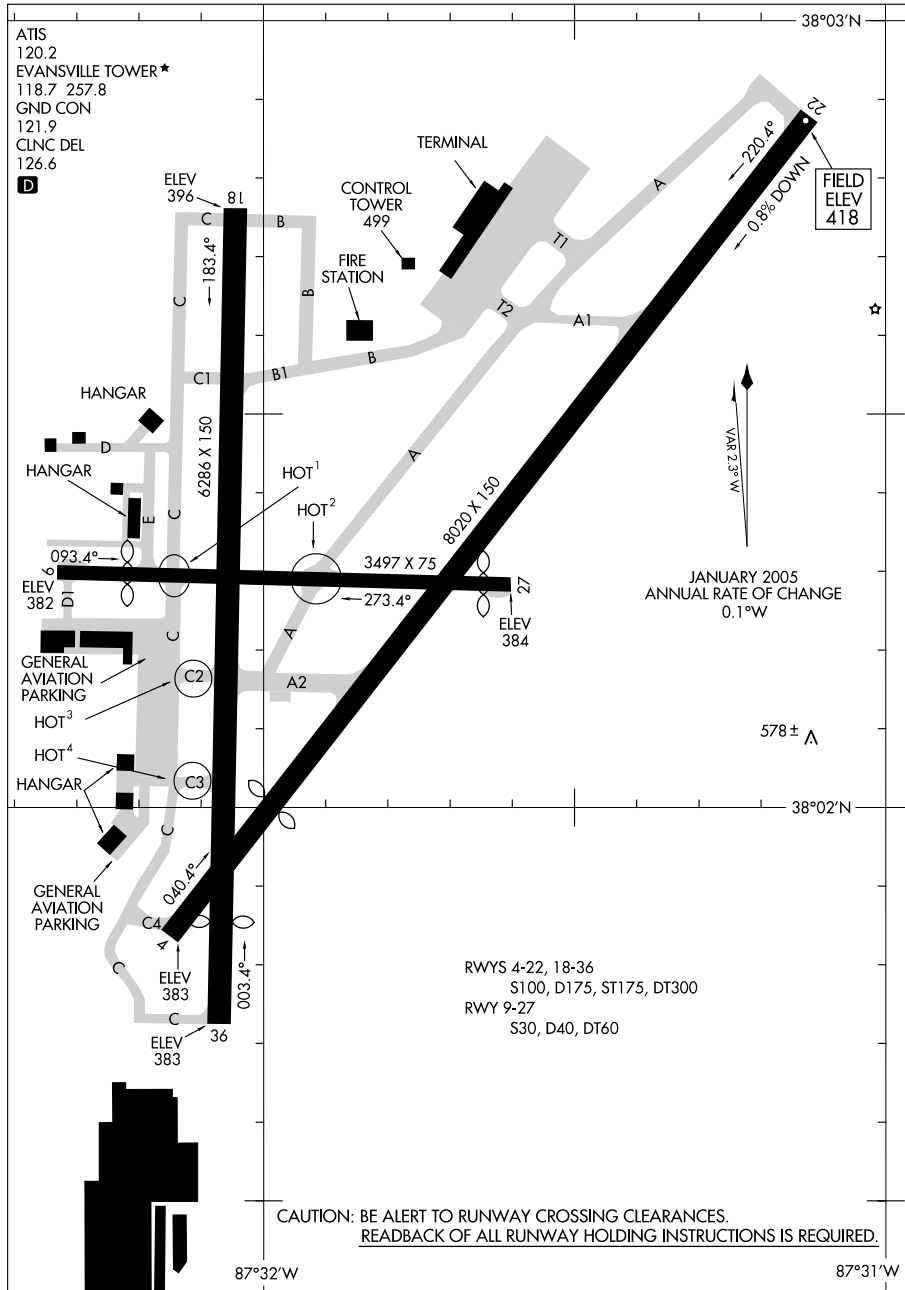 ATIS
120.2
EVANSVILLE TOWER★
118.7 257.8
GND CON
121.9
CLNC DEL
126.6
D
38°03'N
22
220.4°
0.8% DOWN
FIELD
ELEV
418
TERMINAL
CONTROL
TOWER
499
FIRE
STATION
ELEV
396
18
C
B
183.4°
C
B
A
T1
T2
A1
B
C1
B1
HANGAR
D
6286 X 150
A
VAR 2.3° W
HANGAR
HOT1
HOT2
E
C
8020 X 150
093.4°
9
3497 X 75
27
ELEV
382
D1
273.4°
ELEV
384
JANUARY 2005
ANNUAL RATE OF CHANGE
0.1°W
C
A
GENERAL
AVIATION
PARKING
C2
A2
HOT3
578±
HOT4
HANGAR
C3
38°02'N
C
040.4°
GENERAL
AVIATION
PARKING
C4
4
C
ELEV
383
003.4°
RWYS 4-22, 18-36
S100, D175, ST175, DT300
RWY 9-27
S30, D40, DT60
C
ELEV
383
36
CAUTION: BE ALERT TO RUNWAY CROSSING CLEARANCES.
READBACK OF ALL RUNWAY HOLDING INSTRUCTIONS IS REQUIRED.
87°32'W
87°31'W